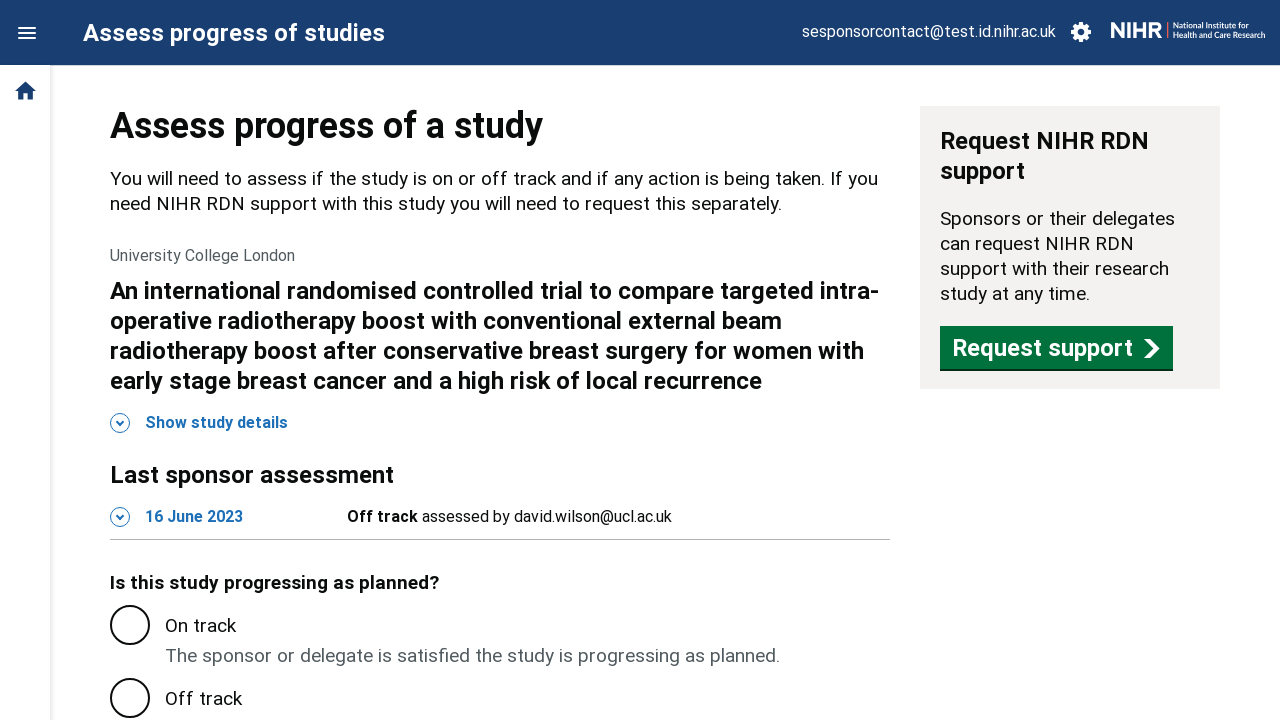 Assess progress of studies
sesponsorcontact@test.id.nihr.ac.uk
NIHR | National Institute for
Health and Care Research
Assess progress of a study
You will need to assess if the study is on or off track and if any action is being taken. If you
need NIHR RDN support with this study you will need to request this separately.
University College London
An international randomised controlled trial to compare targeted intra-
operative radiotherapy boost with conventional external beam
radiotherapy boost after conservative breast surgery for women with
early stage breast cancer and a high risk of local recurrence
Show study details
Last sponsor assessment
16 June 2023 Off track assessed by david.wilson@ucl.ac.uk
Is this study progressing as planned?
On track
The sponsor or delegate is satisfied the study is progressing as planned.
Off track
Request NIHR RDN
support
Sponsors or their delegates
can request NIHR RDN
support with their research
study at any time.
Request support